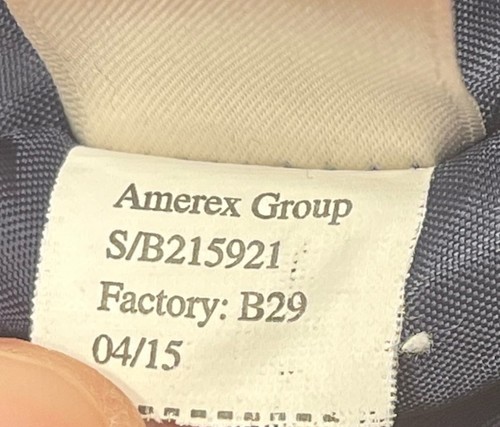 Amerex Group
S/B215921
Factory: B29
04/15